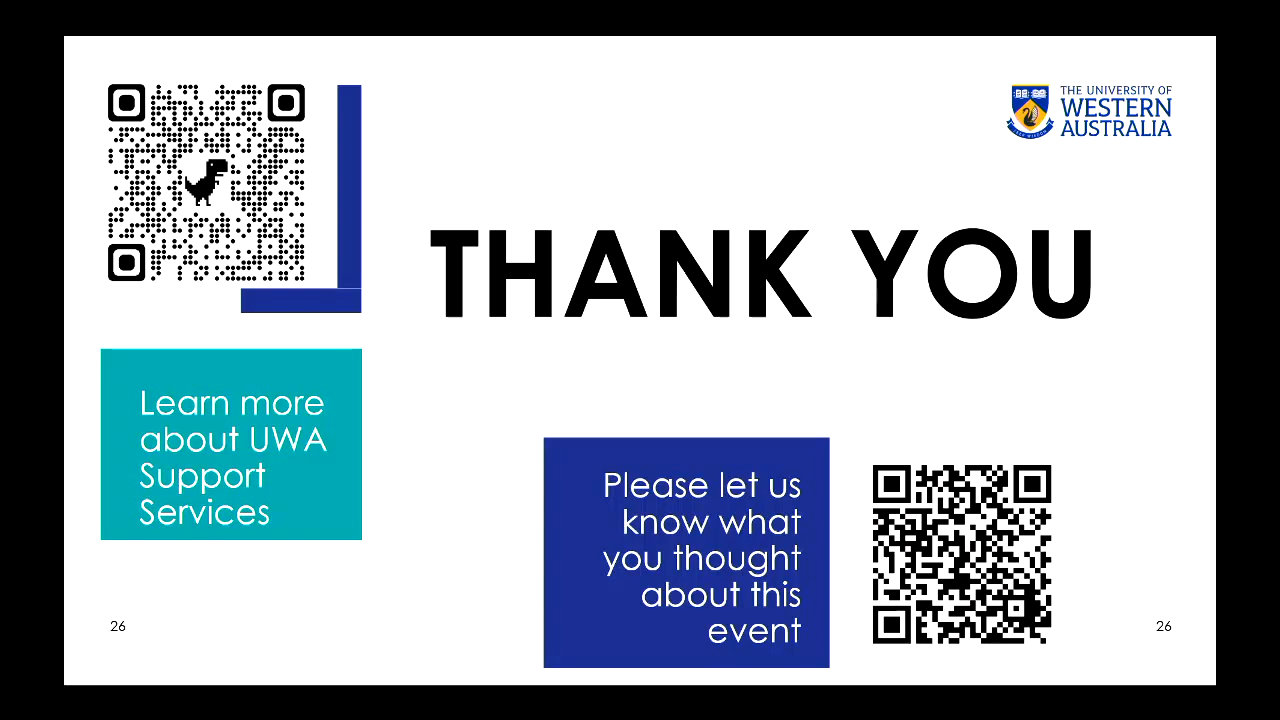 THE UNIVERSITY OF
WESTERN
AUSTRALIA
THANK YOU
Learn more
about UWA
Support
Services
Please let us
know what
you thought
about this
event
26
26